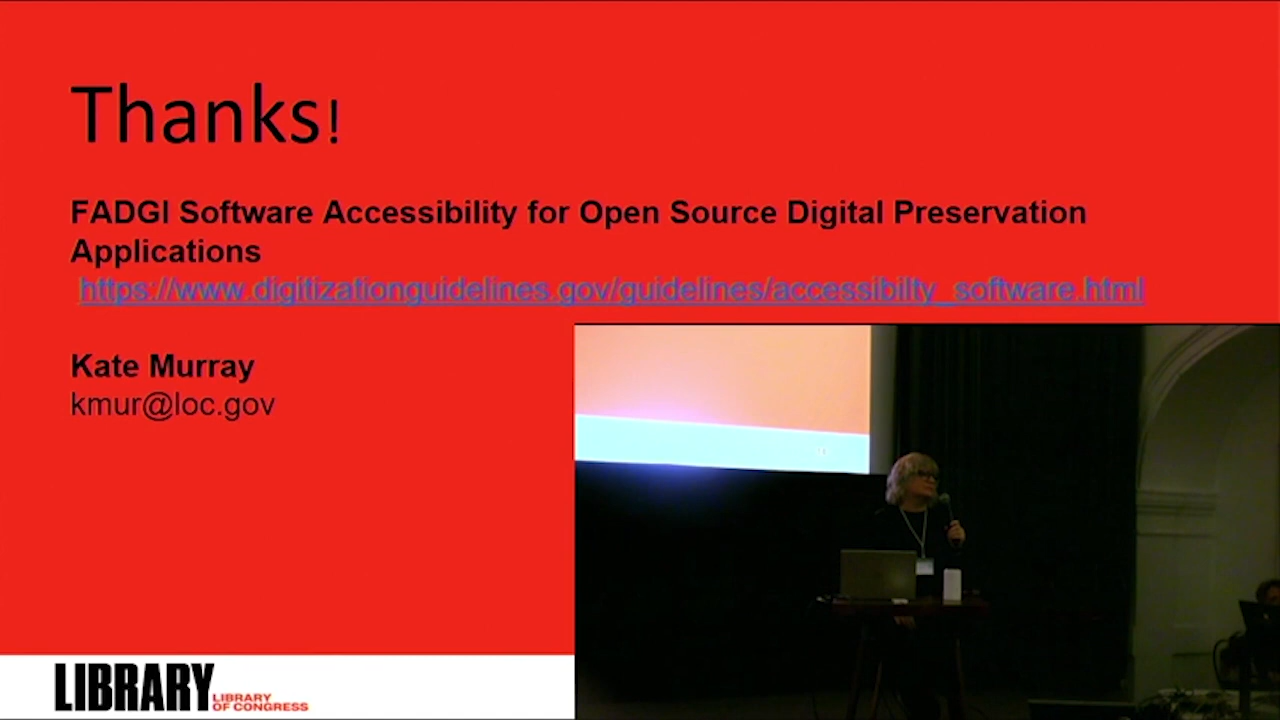 Thanks!
FADGI Software Accessibility for Open Source Digital Preservation
Applications
https://www.digitizationguidelines.gov/guidelines/accessibilty_software.html
Kate Murray
kmur@loc.gov
LIBRARY
LIBRARY
OF CONGRESS